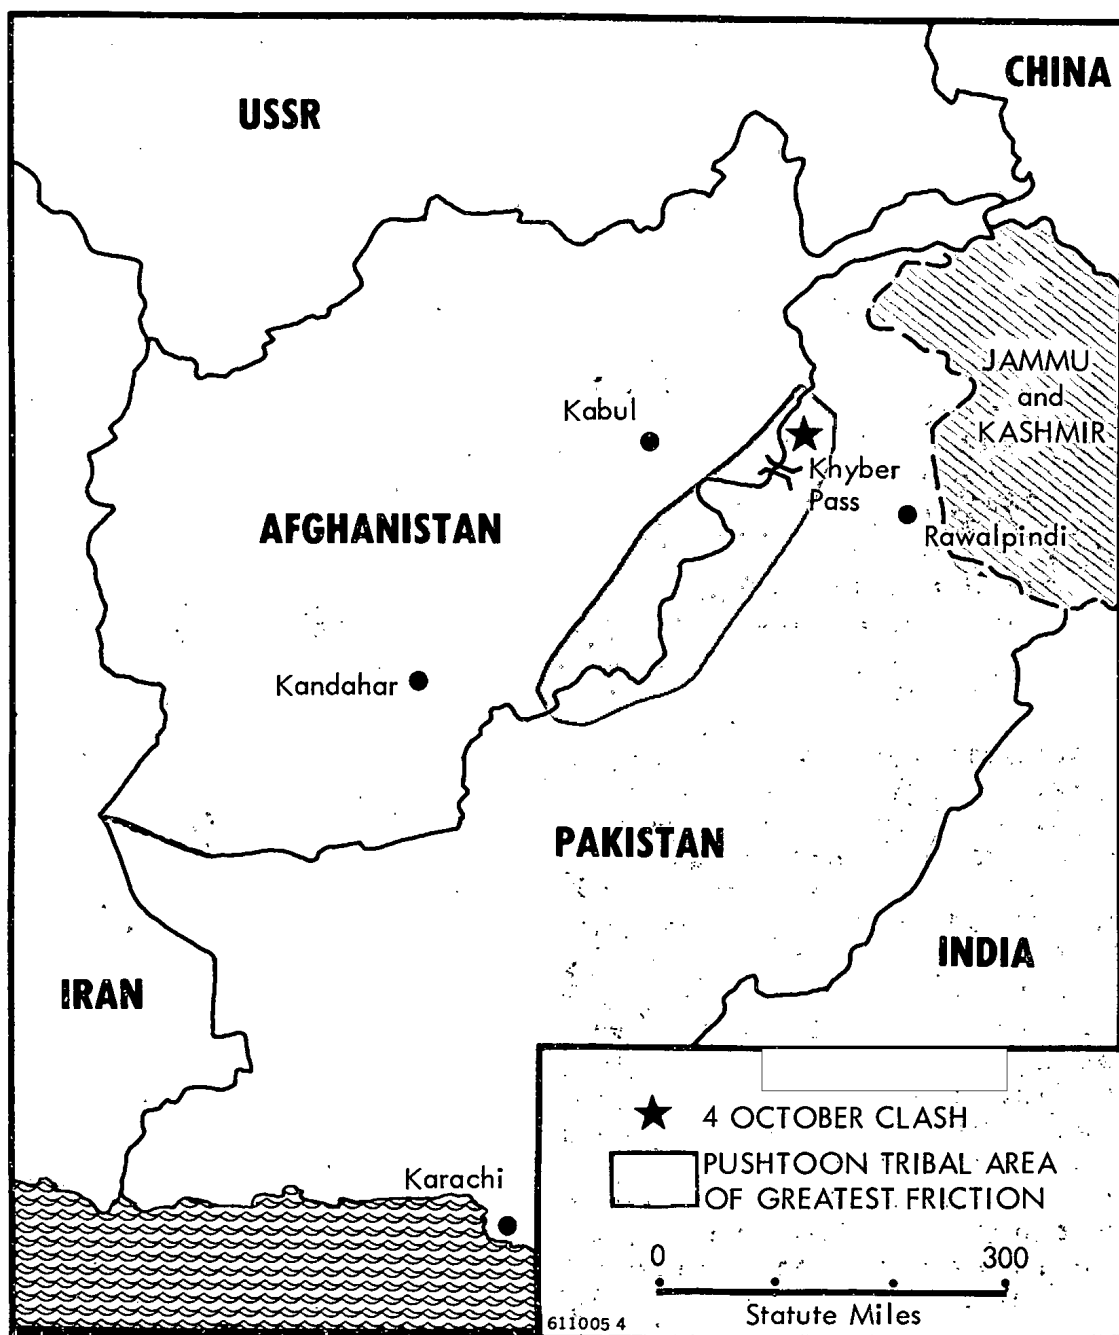 USSR
CHINA
JAMMU
and
KASHMIR
Kabul
Khyber
Pass
AFGHANISTAN
Rawalpindi
Kandahar
PAKISTAN
INDIA
IRAN
Karachi
4 OCTOBER CLASH
PUSHTOON TRIBAL AREA
OF GREATEST FRICTION
0 300
Statute Miles
611005 4